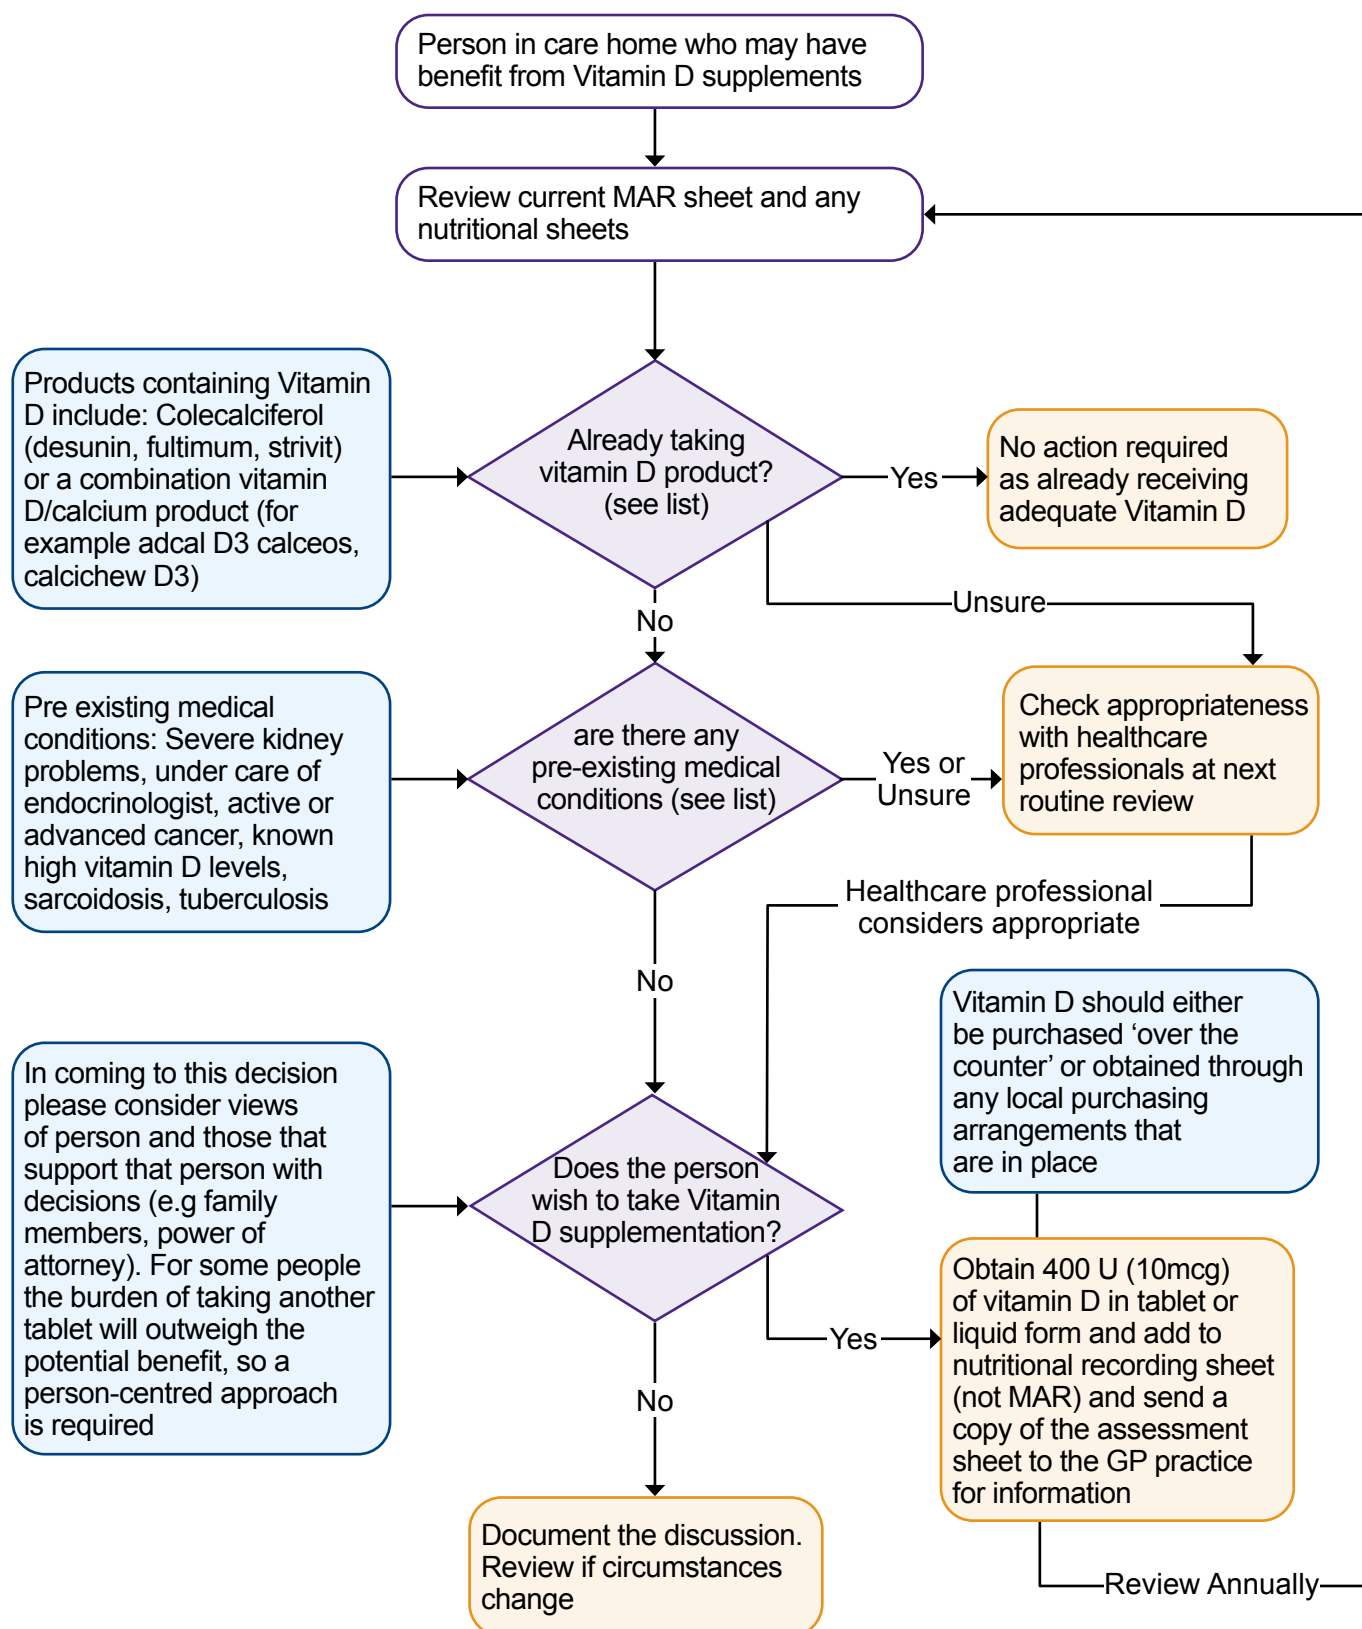 Person in care home who may have
benefit from Vitamin D supplements
Review current MAR sheet and any
nutritional sheets
Products containing Vitamin
D include: Colecalciferol
(desunin, fultimum, strivit)
or a combination vitamin
D/calcium product (for
example adcal D3 calceos,
calcichew D3)
Already taking
vitamin D product?
(see list)
Yes
No action required
as already receiving
adequate Vitamin D
Unsure
No
Pre existing medical
conditions: Severe kidney
problems, under care of
endocrinologist, active or
advanced cancer, known
high vitamin D levels,
sarcoidosis, tuberculosis
are there any
pre-existing medical
conditions (see list)
Yes or
Unsure
Check appropriateness
with healthcare
professionals at next
routine review
Healthcare professional
considers appropriate
No
Vitamin D should either
be purchased ‘over the
counter’ or obtained through
any local purchasing
arrangements that
are in place
In coming to this decision
please consider views
of person and those that
support that person with
decisions (e.g family
members, power of
attorney). For some people
the burden of taking another
tablet will outweigh the
potential benefit, so a
person-centred approach
is required
Does the person
wish to take Vitamin
D supplementation?
Yes
Obtain 400 U (10mcg)
of vitamin D in tablet or
liquid form and add to
nutritional recording sheet
(not MAR) and send a
copy of the assessment
sheet to the GP practice
for information
No
Document the discussion.
Review if circumstances
change
Review Annually